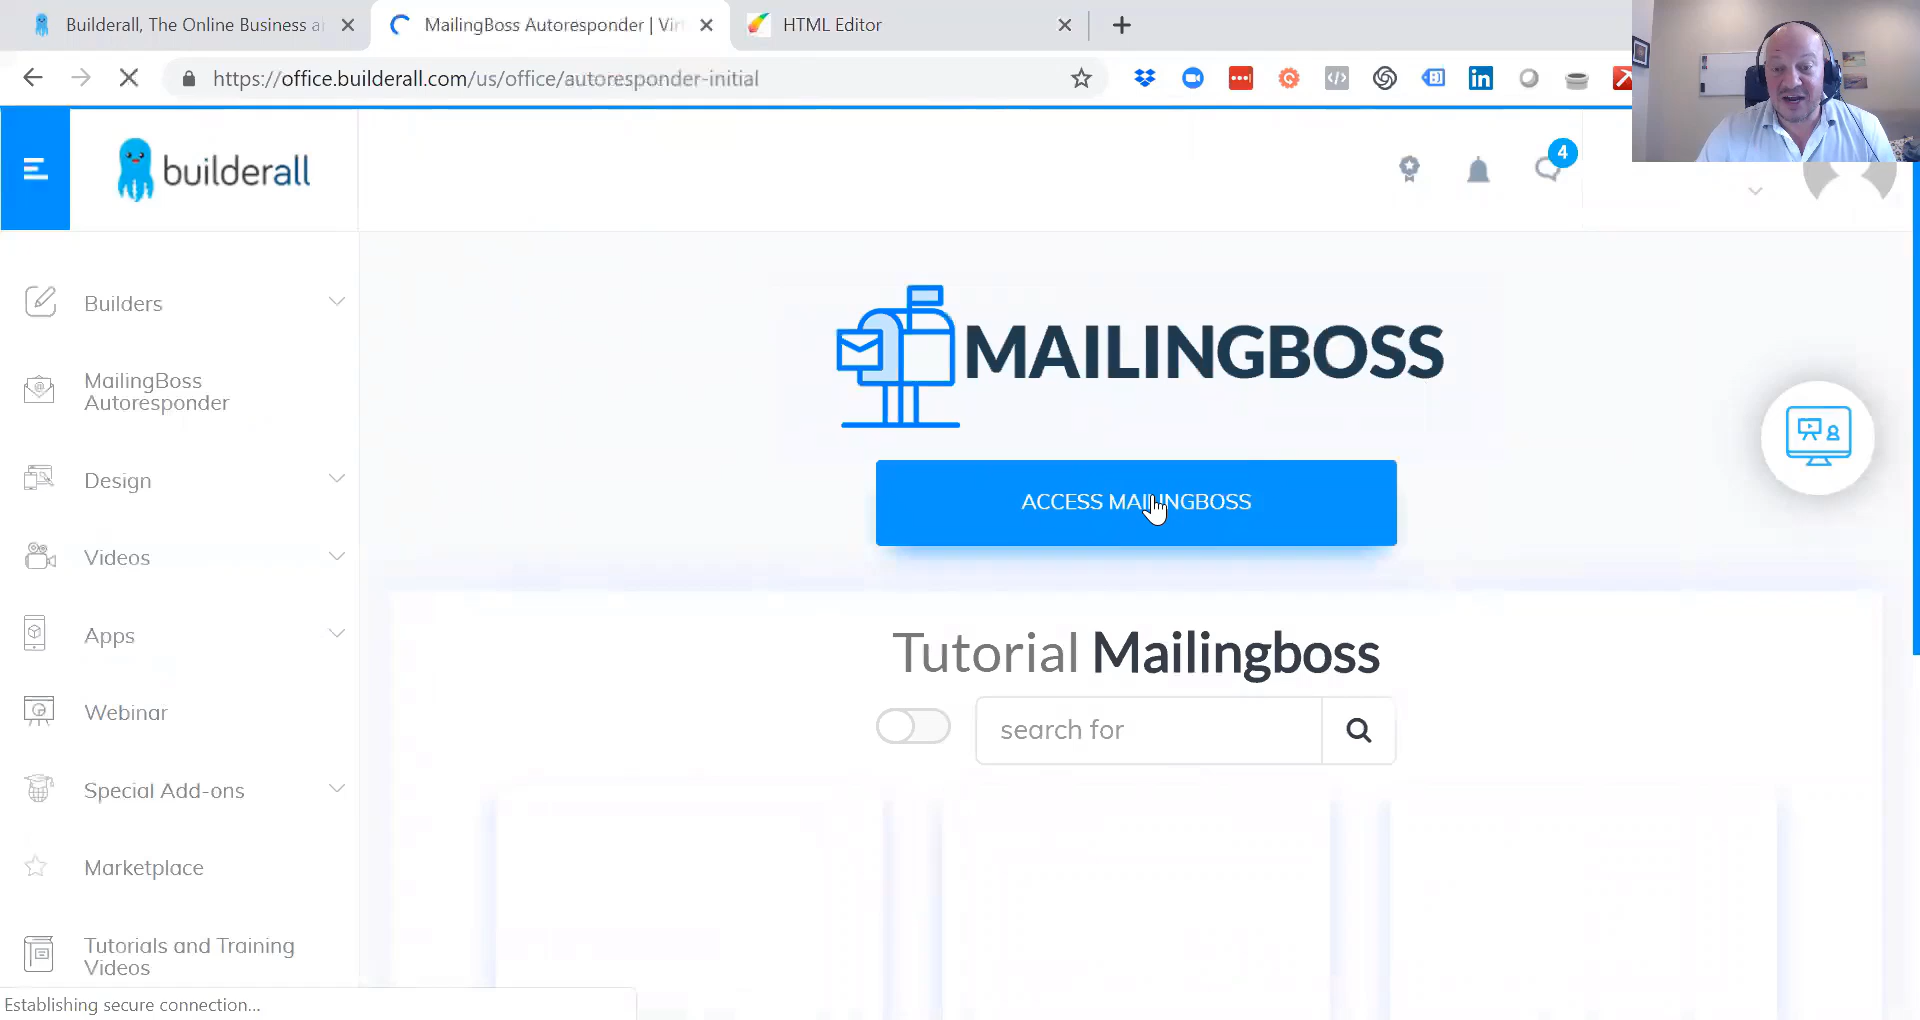 Builderall, The Online Business a
MailingBoss Autoresponder | Vir
HTML Editor
https://office.builderall.com/us/office/autoresponder-initial
builderall
4
Builders
MailingBoss
Autoresponder
Design
Videos
Apps
Webinar
Special Add-ons
Marketplace
Tutorials and Training
Videos
MAILINGBOSS
ACCESS MAILINGBOSS
Tutorial Mailingboss
search for
Establishing secure connection...